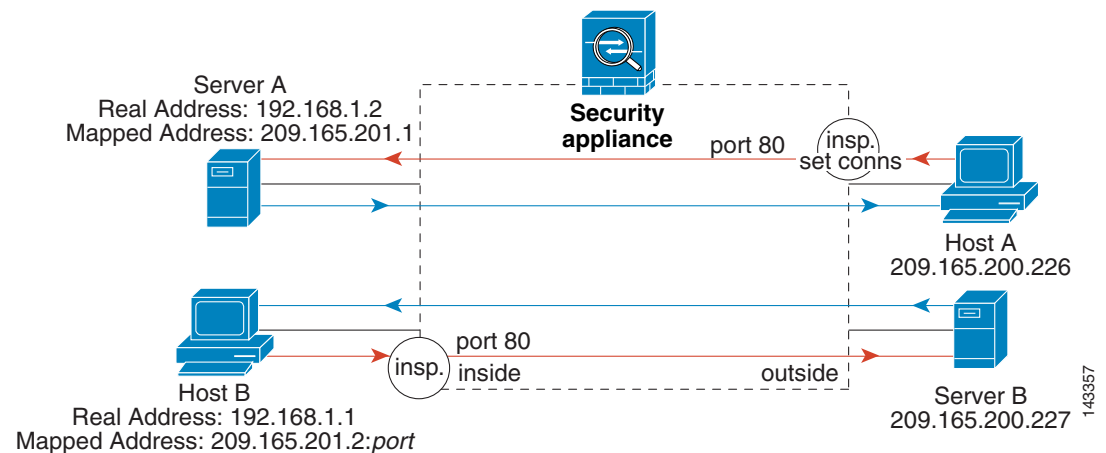 Server A
Real Address: 192.168.1.2
Mapped Address: 209.165.201.1
Security
appliance
port 80
insp.
set conns
Host A
209.165.200.226
port 80
insp.
inside
outside
Host B
Real Address: 192.168.1.1
Mapped Address: 209.165.201.2:port
Server B
209.165.200.227
143357